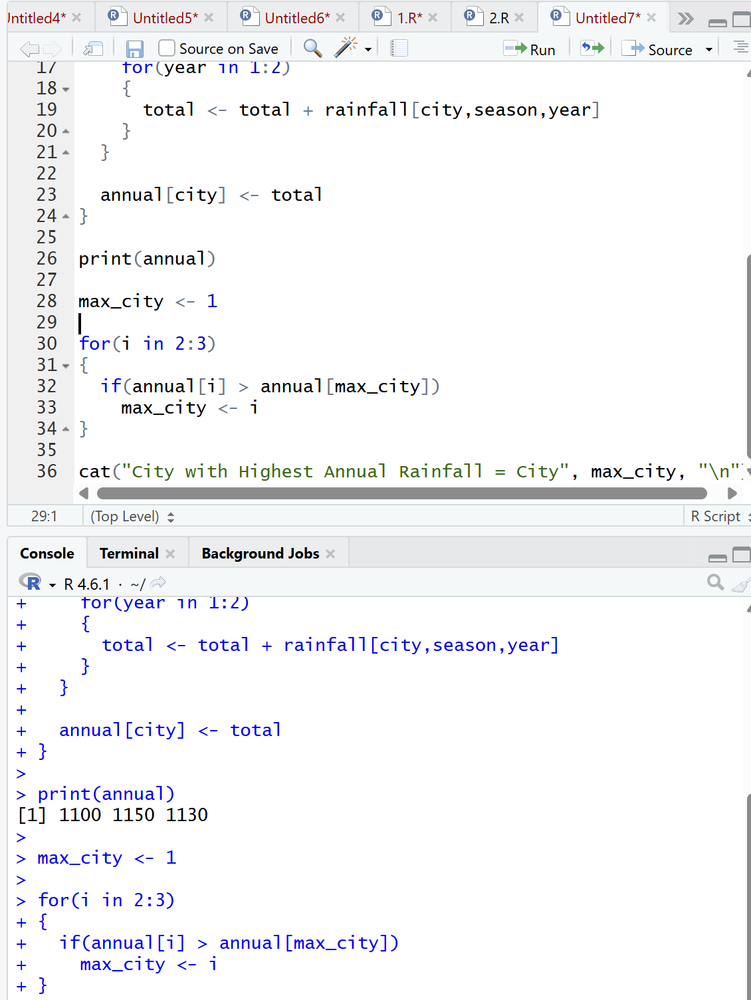 Untitled4* Untitled5* Untitled6* 1.R* 2.R Untitled7*
Source on Save Run Source
17 for(year in 1:2)
18 {
19 total <- total + rainfall[city,season,year]
20 }
21 }
22
23 annual[city] <- total
24 }
25
26 print(annual)
27
28 max_city <- 1
29
30 for(i in 2:3)
31 {
32 if(annual[i] > annual[max_city])
33 max_city <- i
34 }
35
36 cat("City with Highest Annual Rainfall = City", max_city, "\n")
29:1 (Top Level) R Script
Console Terminal Background Jobs
R R 4.6.1 · ~/
+ for(year in 1:2)
+ {
+ total <- total + rainfall[city,season,year]
+ }
+ }
+
+ annual[city] <- total
+ }
>
> print(annual)
[1] 1100 1150 1130
>
> max_city <- 1
>
> for(i in 2:3)
+ {
+ if(annual[i] > annual[max_city])
+ max_city <- i
+ }